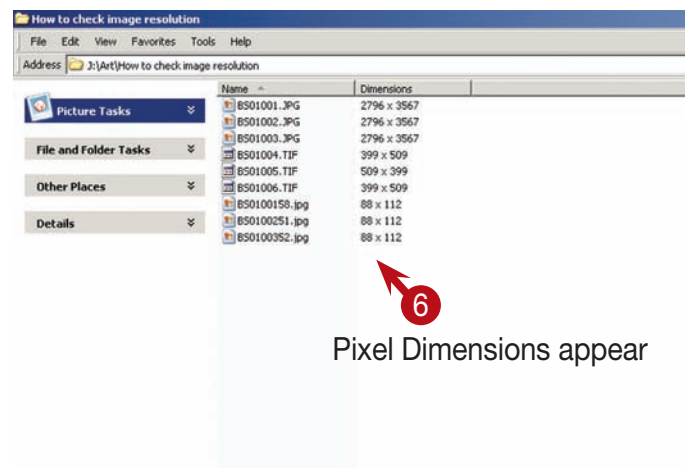 How to check image resolution
File Edit View Favorites Tools Help
Address J:\Art\How to check image resolution
Name Dimensions
Picture Tasks
File and Folder Tasks
Other Places
Details
BS01001.JPG 2796 x 3567
BS01002.JPG 2796 x 3567
BS01003.JPG 2796 x 3567
BS01004.TIF 399 x 509
BS01005.TIF 509 x 399
BS01006.TIF 399 x 509
BS0100158.jpg 88 x 112
BS0100251.jpg 88 x 112
BS0100352.jpg 88 x 112
6
Pixel Dimensions appear